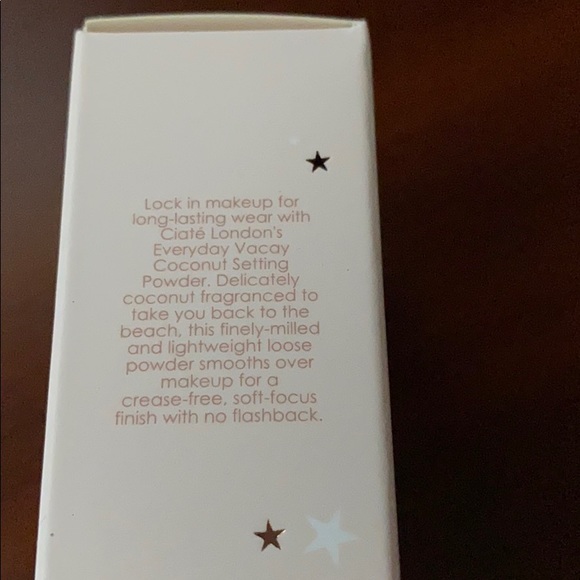 Lock in makeup for
long-lasting wear with
Ciaté London's
Everyday Vacay
Coconut Setting
Powder. Delicately
coconut fragranced to
take you back to the
beach, this finely-milled
and lightweight loose
powder smooths over
makeup for a
crease-free, soft-focus
finish with no flashback.